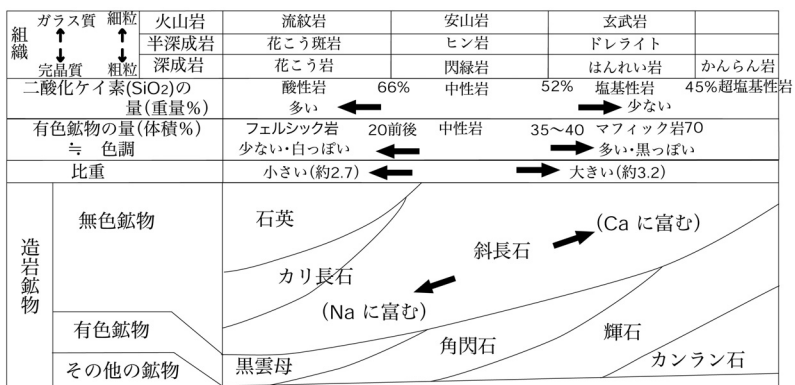 組織
ガラス質 細粒
完晶質 粗粒
火山岩 流紋岩 安山岩 玄武岩
半深成岩 花こう斑岩 ヒン岩 ドレライト
深成岩 花こう岩 閃緑岩 はんれい岩 かんらん岩
二酸化ケイ素(SiO2)の 酸性岩 66% 中性岩 52% 塩基性岩 45%超塩基性岩
量(重量%) 多い 少ない
有色鉱物の量(体積%) フェルシック岩 20前後 中性岩 35〜40 マフィック岩70
≒ 色調 少ない・白っぽい 多い・黒っぽい
比重 小さい(約2.7) 大きい(約3.2)
造岩鉱物
無色鉱物 石英 (Ca に富む)
カリ長石 斜長石
(Na に富む)
有色鉱物 角閃石 輝石
その他の鉱物 黒雲母 カンラン石